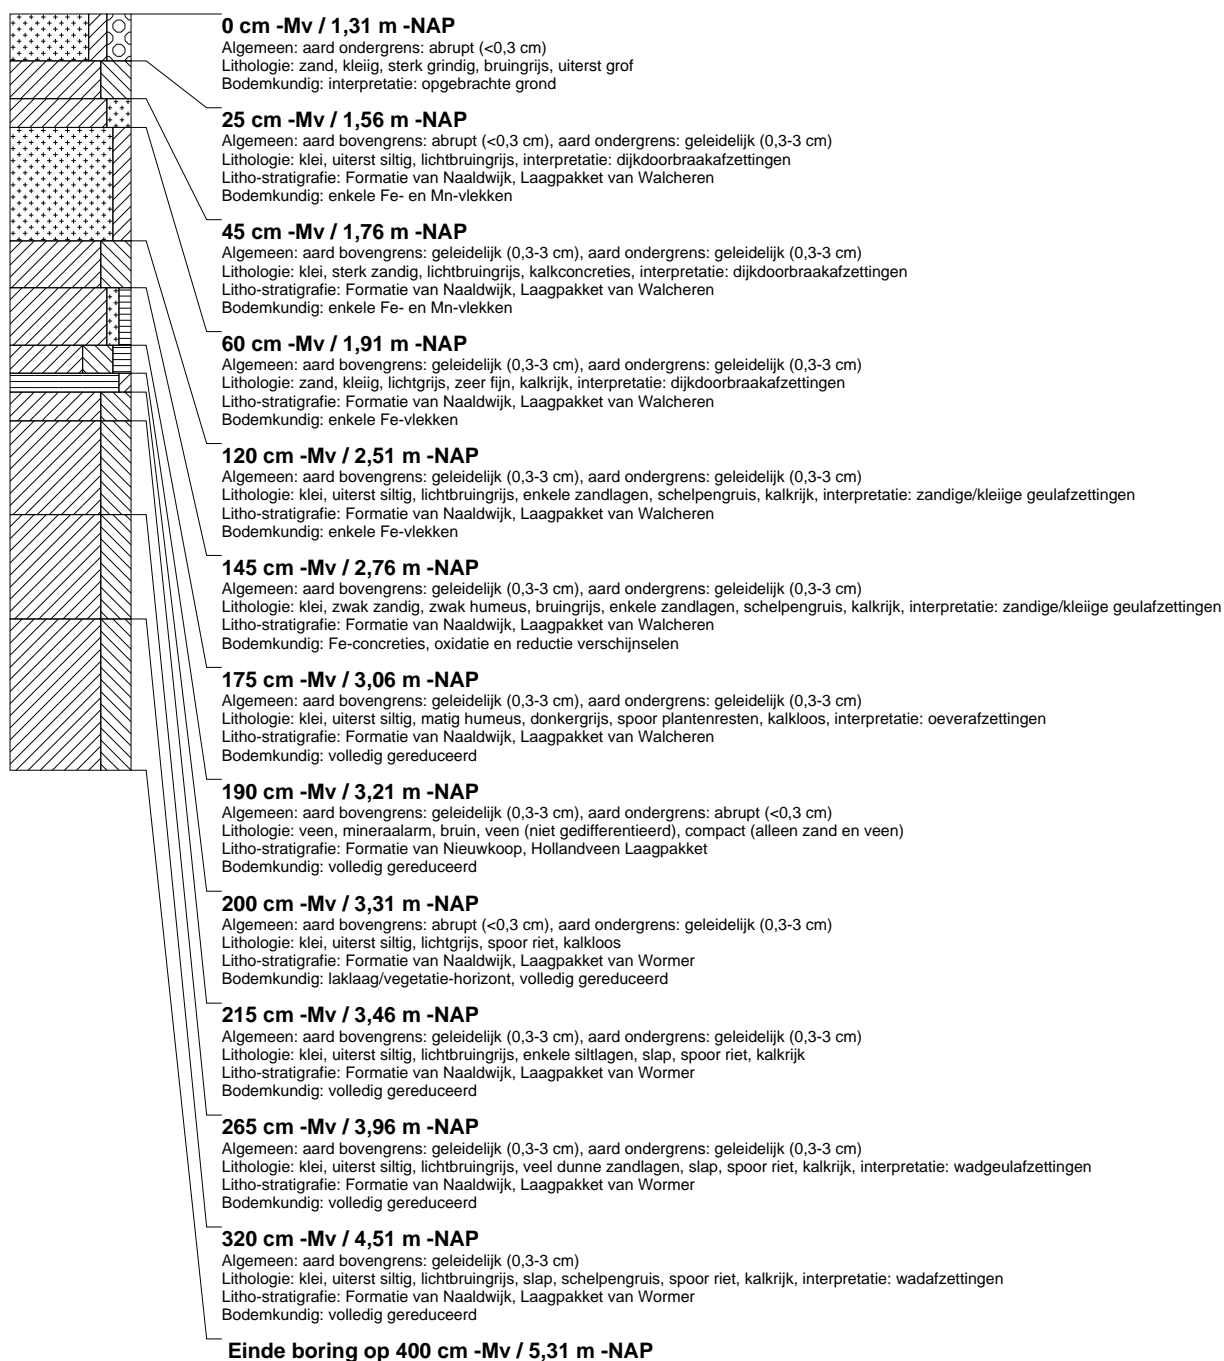 0 cm -Mv / 1,31 m -NAP
Algemeen: aard ondergrens: abrupt (<0,3 cm)
Lithologie: zand, kleiig, sterk grindig, bruingrijs, uiterst grof
Bodemkundig: interpretatie: opgebrachte grond
25 cm -Mv / 1,56 m -NAP
Algemeen: aard bovengrens: abrupt (<0,3 cm), aard ondergrens: geleidelijk (0,3-3 cm)
Lithologie: klei, uiterst siltig, lichtbruingrijs, interpretatie: dijkdoorbraakafzettingen
Litho-stratigrafie: Formatie van Naaldwijk, Laagpakket van Walcheren
Bodemkundig: enkele Fe- en Mn-vlekken
45 cm -Mv / 1,76 m -NAP
Algemeen: aard bovengrens: geleidelijk (0,3-3 cm), aard ondergrens: geleidelijk (0,3-3 cm)
Lithologie: klei, sterk zandig, lichtbruingrijs, kalkconcreties, interpretatie: dijkdoorbraakafzettingen
Litho-stratigrafie: Formatie van Naaldwijk, Laagpakket van Walcheren
Bodemkundig: enkele Fe- en Mn-vlekken
60 cm -Mv / 1,91 m -NAP
Algemeen: aard bovengrens: geleidelijk (0,3-3 cm), aard ondergrens: geleidelijk (0,3-3 cm)
Lithologie: zand, kleiig, lichtgrijs, zeer fijn, kalkrijk, interpretatie: dijkdoorbraakafzettingen
Litho-stratigrafie: Formatie van Naaldwijk, Laagpakket van Walcheren
Bodemkundig: enkele Fe-vlekken
120 cm -Mv / 2,51 m -NAP
Algemeen: aard bovengrens: geleidelijk (0,3-3 cm), aard ondergrens: geleidelijk (0,3-3 cm)
Lithologie: klei, uiterst siltig, lichtbruingrijs, enkele zandlagen, schelpengruis, kalkrijk, interpretatie: zandige/kleiige geulafzettingen
Litho-stratigrafie: Formatie van Naaldwijk, Laagpakket van Walcheren
Bodemkundig: enkele Fe-vlekken
145 cm -Mv / 2,76 m -NAP
Algemeen: aard bovengrens: geleidelijk (0,3-3 cm), aard ondergrens: geleidelijk (0,3-3 cm)
Lithologie: klei, zwak zandig, zwak humeus, bruingrijs, enkele zandlagen, schelpengruis, kalkrijk, interpretatie: zandige/kleiige geulafzettingen
Litho-stratigrafie: Formatie van Naaldwijk, Laagpakket van Walcheren
Bodemkundig: Fe-concreties, oxidatie en reductie verschijnselen
175 cm -Mv / 3,06 m -NAP
Algemeen: aard bovengrens: geleidelijk (0,3-3 cm), aard ondergrens: geleidelijk (0,3-3 cm)
Lithologie: klei, uiterst siltig, matig humeus, donkergrijs, spoor plantenresten, kalkloos, interpretatie: oeverafzettingen
Litho-stratigrafie: Formatie van Naaldwijk, Laagpakket van Walcheren
Bodemkundig: volledig gereduceerd
190 cm -Mv / 3,21 m -NAP
Algemeen: aard bovengrens: geleidelijk (0,3-3 cm), aard ondergrens: abrupt (<0,3 cm)
Lithologie: veen, mineraalarm, bruin, veen (niet gedifferentieerd), compact (alleen zand en veen)
Litho-stratigrafie: Formatie van Nieuwkoop, Hollandveen Laagpakket
Bodemkundig: volledig gereduceerd
200 cm -Mv / 3,31 m -NAP
Algemeen: aard bovengrens: abrupt (<0,3 cm), aard ondergrens: geleidelijk (0,3-3 cm)
Lithologie: klei, uiterst siltig, lichtgrijs, spoor riet, kalkloos
Litho-stratigrafie: Formatie van Naaldwijk, Laagpakket van Wormer
Bodemkundig: laklaag/vegetatie-horizont, volledig gereduceerd
215 cm -Mv / 3,46 m -NAP
Algemeen: aard bovengrens: geleidelijk (0,3-3 cm), aard ondergrens: geleidelijk (0,3-3 cm)
Lithologie: klei, uiterst siltig, lichtbruingrijs, enkele siltlagen, slap, spoor riet, kalkrijk
Litho-stratigrafie: Formatie van Naaldwijk, Laagpakket van Wormer
Bodemkundig: volledig gereduceerd
265 cm -Mv / 3,96 m -NAP
Algemeen: aard bovengrens: geleidelijk (0,3-3 cm), aard ondergrens: geleidelijk (0,3-3 cm)
Lithologie: klei, uiterst siltig, lichtbruingrijs, veel dunne zandlagen, slap, spoor riet, kalkrijk, interpretatie: wadgeulafzettingen
Litho-stratigrafie: Formatie van Naaldwijk, Laagpakket van Wormer
Bodemkundig: volledig gereduceerd
320 cm -Mv / 4,51 m -NAP
Algemeen: aard bovengrens: geleidelijk (0,3-3 cm)
Lithologie: klei, uiterst siltig, lichtbruingrijs, slap, schelpengruis, spoor riet, kalkrijk, interpretatie: wadafzettingen
Litho-stratigrafie: Formatie van Naaldwijk, Laagpakket van Wormer
Bodemkundig: volledig gereduceerd
Einde boring op 400 cm -Mv / 5,31 m -NAP